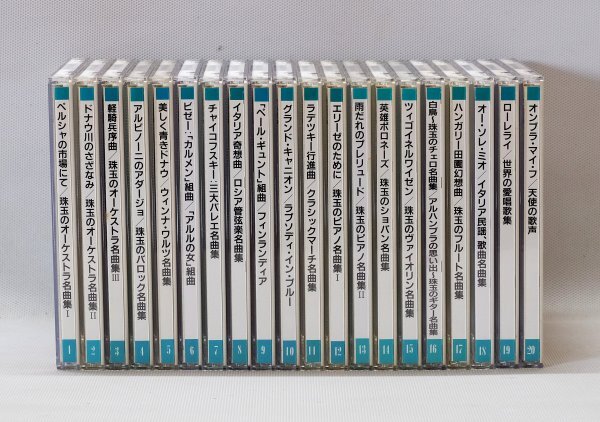 ペルシャの市場にて／珠玉のオーケストラ名曲集Ⅰ
1
ドナウ川のさざなみ 珠玉のオーケストラ名曲集Ⅱ
2
軽騎兵序曲 珠玉のオーケストラ名曲集Ⅲ
3
アルビノーニのアダージョ 珠玉のバロック名曲集
4
美しく青きドナウ ウィンナ・ワルツ名曲集
5
ビゼー：「カルメン」組曲 「アルルの女」組曲
6
チャイコフスキー：三大バレエ名曲集
7
イタリア奇想曲／ロシア管弦楽名曲集
8
「ペール・ギュント」組曲／フィンランディア
9
グランド・キャニオン／ラプソディ・イン・ブルー
10
ラデツキー行進曲 クラシックマーチ名曲集
11
エリーゼのために 珠玉のピアノ名曲集Ⅰ
12
雨だれのプレリュード／珠玉のピアノ名曲集Ⅱ
13
英雄ポロネーズ／珠玉のショパン名曲集
14
ツィゴイネルワイゼン／珠玉のヴァイオリン名曲集
15
白鳥〜珠玉のチェロ名曲集 アルハンブラの思い出〜珠玉のギター名曲集
16
ハンガリー田園幻想曲／珠玉のフルート名曲集
17
オー・ソレ・ミオ／イタリア民謡、歌曲名曲集
18
ローレライ／世界の愛唱歌集
19
オンブラ・マイ・フ／天使の歌声
20